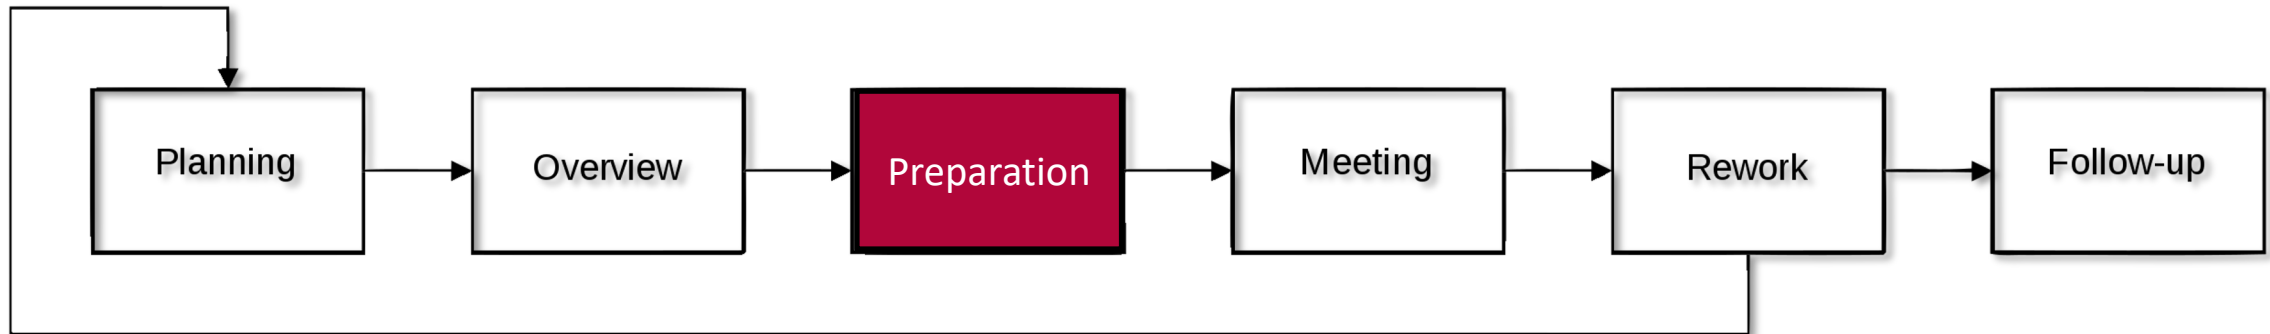 Planning
Overview
Preparation
Meeting
Rework
Follow-up